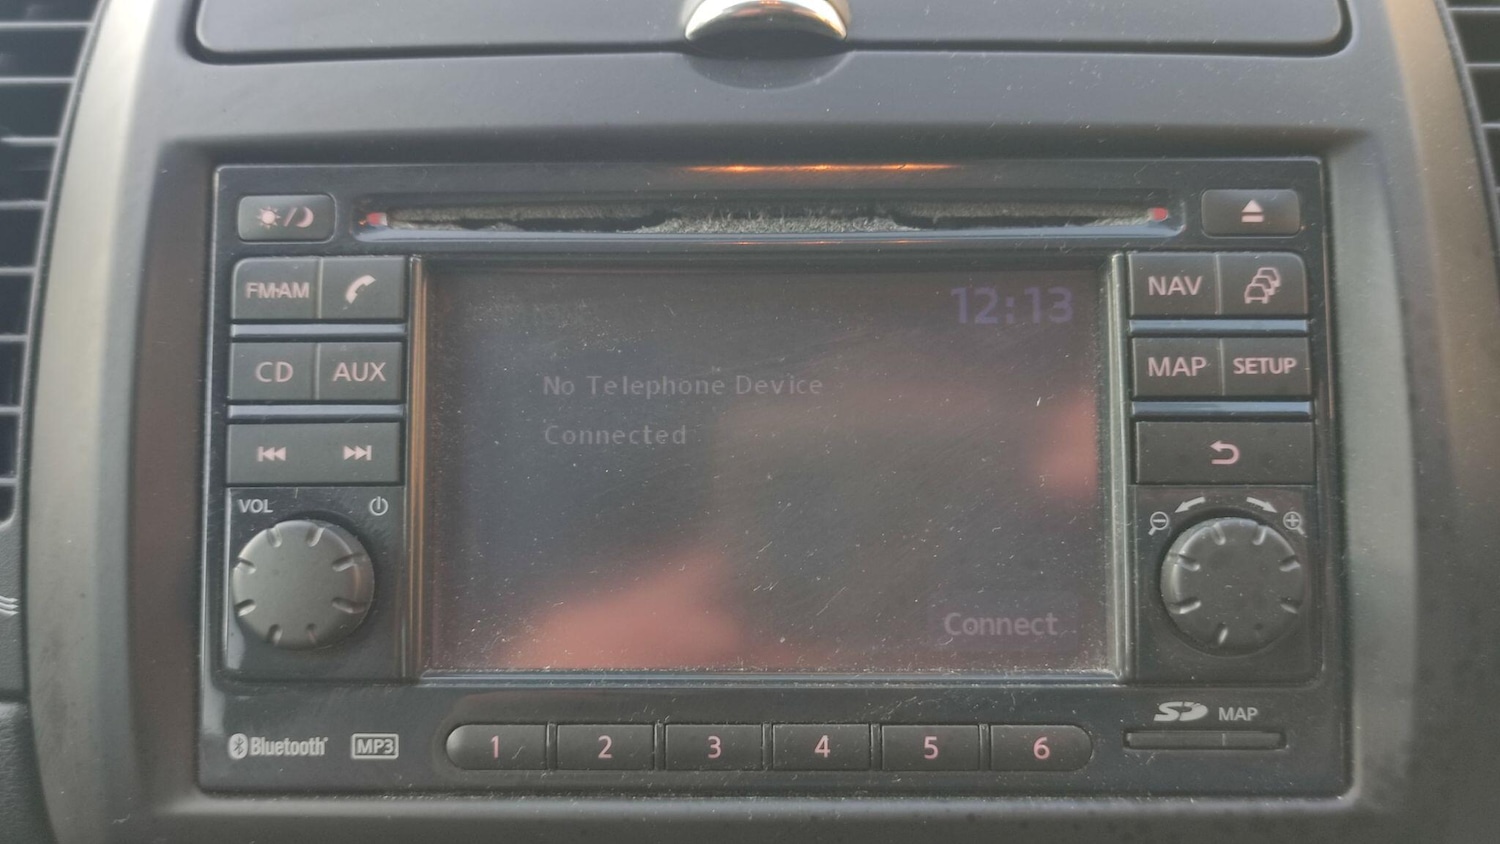 FM·AM
CD
AUX
VOL
12:13
No Telephone Device
Connected
Connect
NAV
MAP
SETUP
Bluetooth
MP3
1 2 3 4 5 6
SD MAP